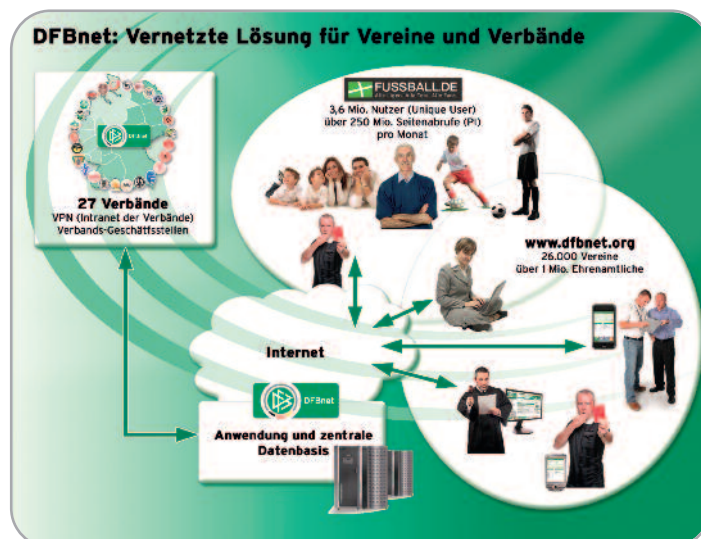 DFBnet: Vernetzte Lösung für Vereine und Verbände
FUSSBALL.DE
3,6 Mio. Nutzer (Unique User)
über 250 Mio. Seitenabrufe (PI)
pro Monat
DFBnet
27 Verbände
VPN (Intranet der Verbände)
Verbands-Geschäftsstellen
www.dfbnet.org
26.000 Vereine
über 1 Mio. Ehrenamtliche
Internet
DFBnet
Anwendung und zentrale
Datenbasis